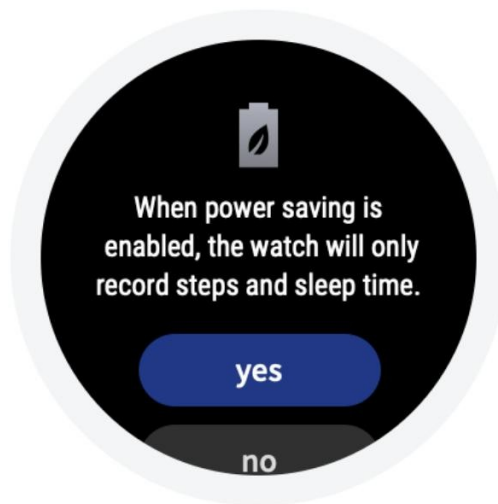 When power saving is
enabled, the watch will only
record steps and sleep time.
yes
no